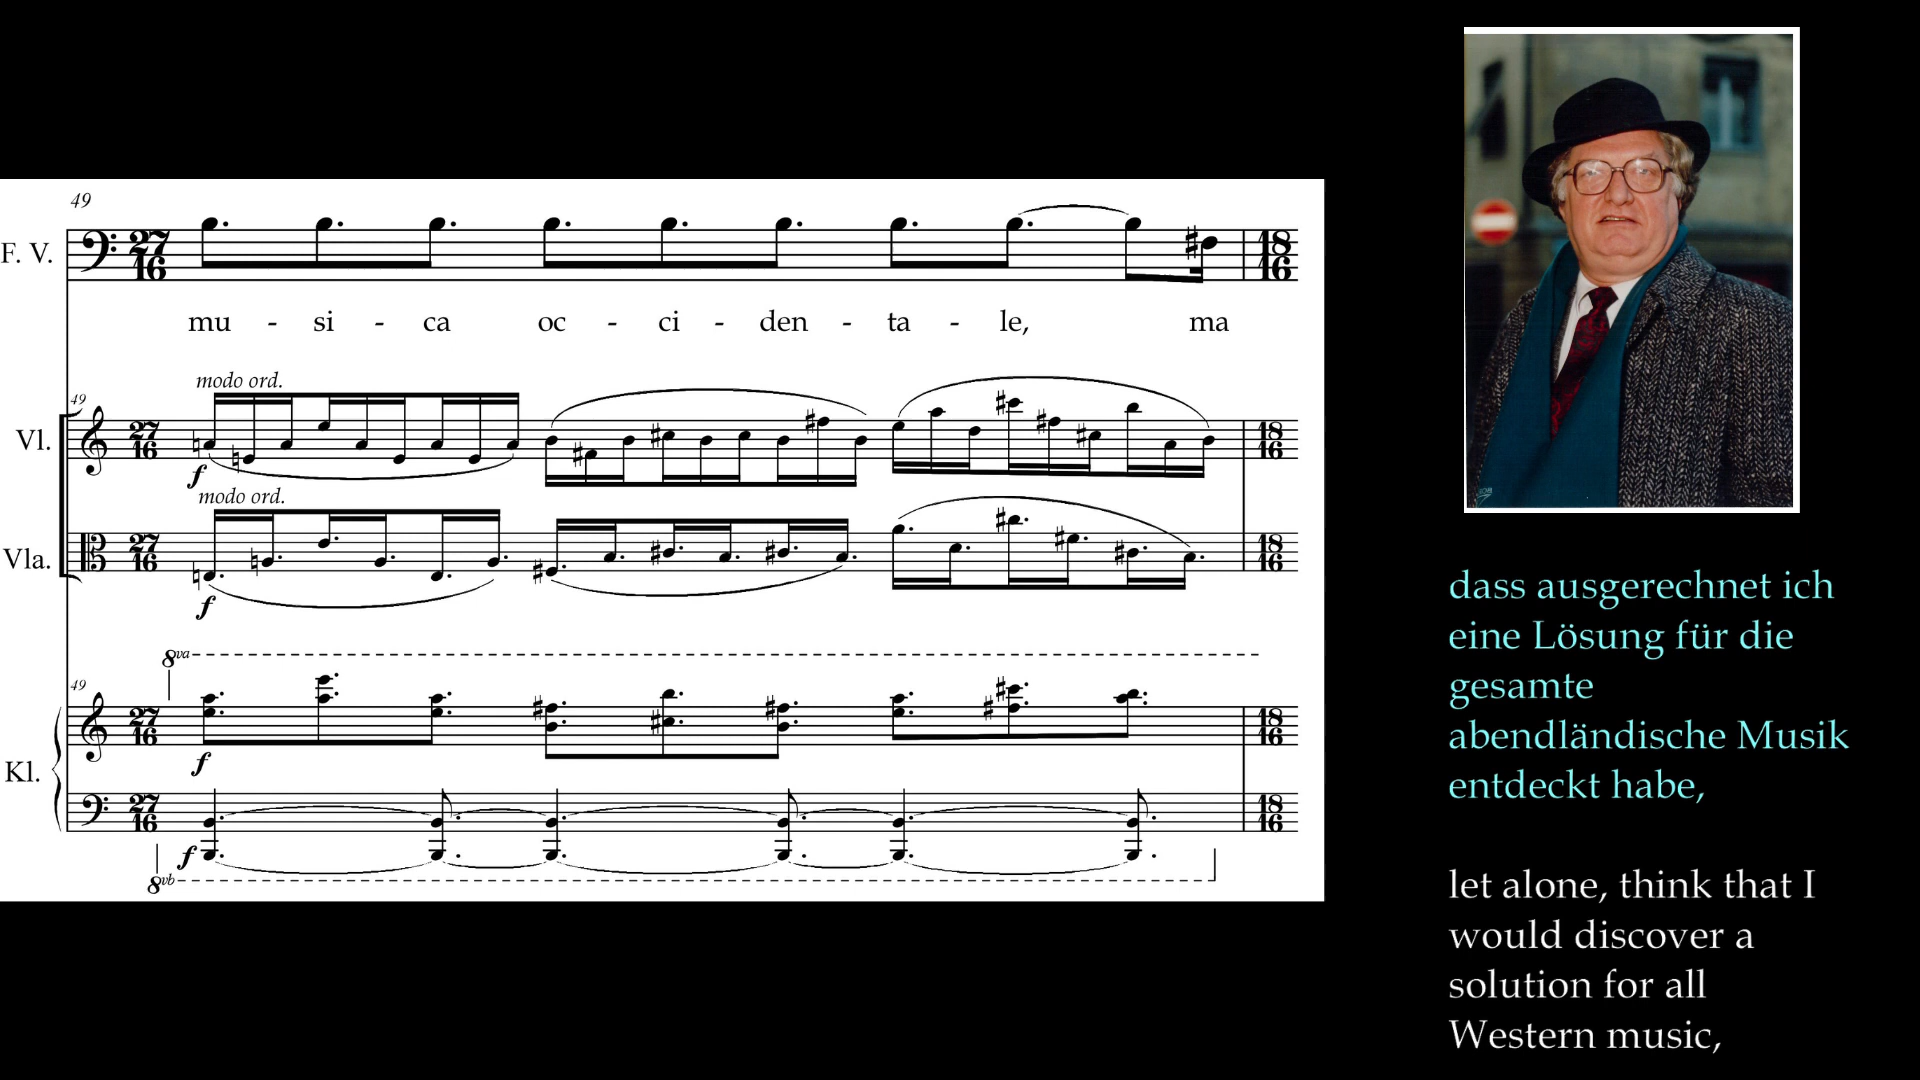 49
F. V.
27
16
18
16
mu - si - ca oc - ci - den - ta - le, ma
modo ord.
49
Vl.
27
16
18
16
f
modo ord.
Vla.
27
16
18
16
f
8va
49
27
16
18
16
f
Kl.
27
16
18
16
f
8vb
dass ausgerechnet ich
eine Lösung für die
gesamte
abendländische Musik
entdeckt habe,
let alone, think that I
would discover a
solution for all
Western music,